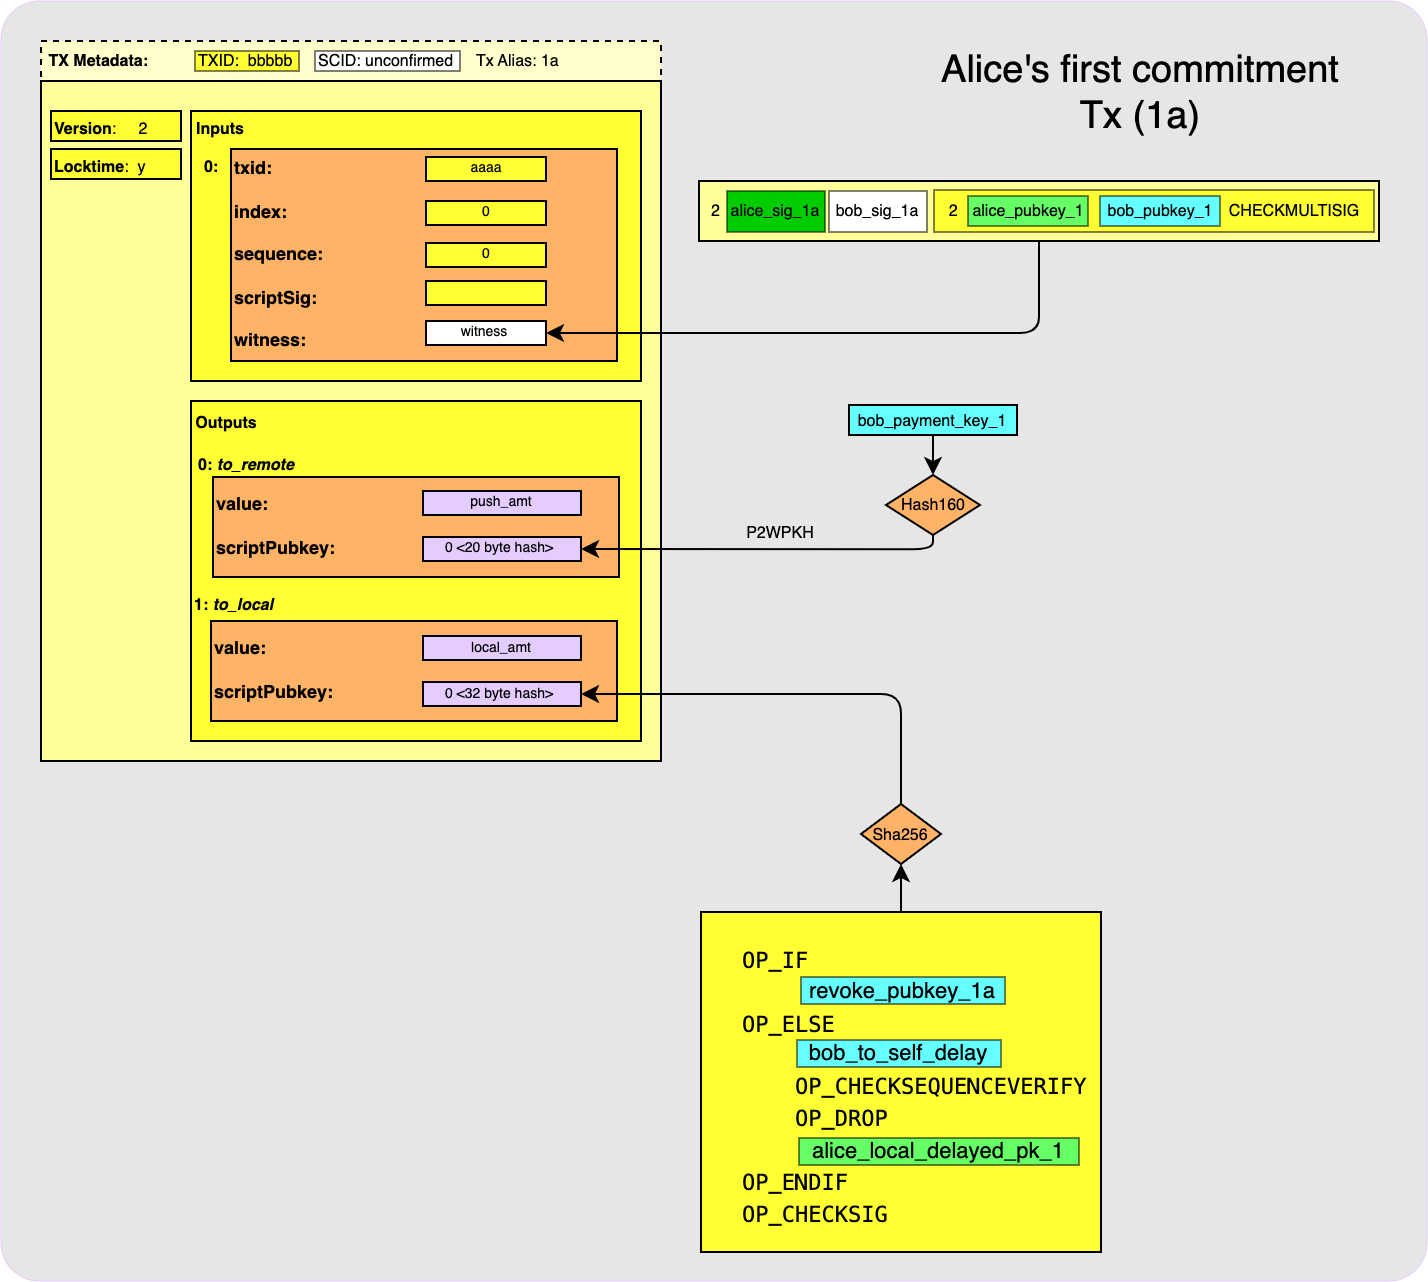 TX Metadata: TXID: bbbbb SCID: unconfirmed Tx Alias: 1a
Alice's first commitment
Tx (1a)
Version: 2
Locktime: y
Inputs
0:
txid: aaaa
index: 0
sequence: 0
scriptSig:
witness: witness
2 alice_sig_1a bob_sig_1a 2 alice_pubkey_1 bob_pubkey_1 CHECKMULTISIG
Outputs
0: to_remote
value: push_amt
scriptPubkey: 0 <20 byte hash>
1: to_local
value: local_amt
scriptPubkey: 0 <32 byte hash>
bob_payment_key_1
Hash160
P2WPKH
Sha256
OP_IF
revoke_pubkey_1a
OP_ELSE
bob_to_self_delay
OP_CHECKSEQUENCEVERIFY
OP_DROP
alice_local_delayed_pk_1
OP_ENDIF
OP_CHECKSIG